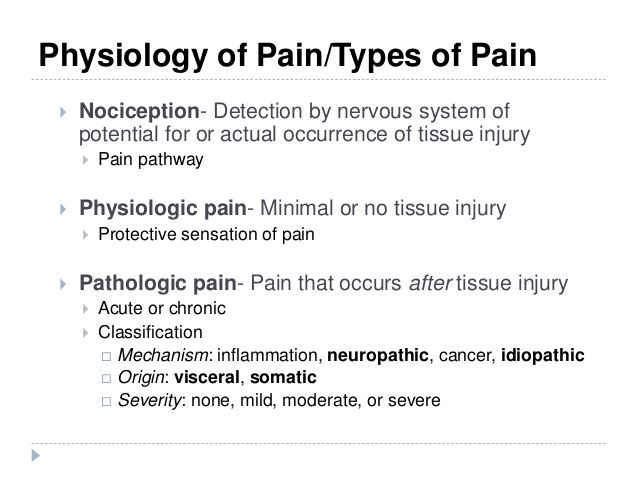 Physiology of Pain/Types of Pain
Nociception- Detection by nervous system of
potential for or actual occurrence of tissue injury
Pain pathway
Physiologic pain- Minimal or no tissue injury
Protective sensation of pain
Pathologic pain- Pain that occurs after tissue injury
Acute or chronic
Classification
Mechanism: inflammation, neuropathic, cancer, idiopathic
Origin: visceral, somatic
Severity: none, mild, moderate, or severe